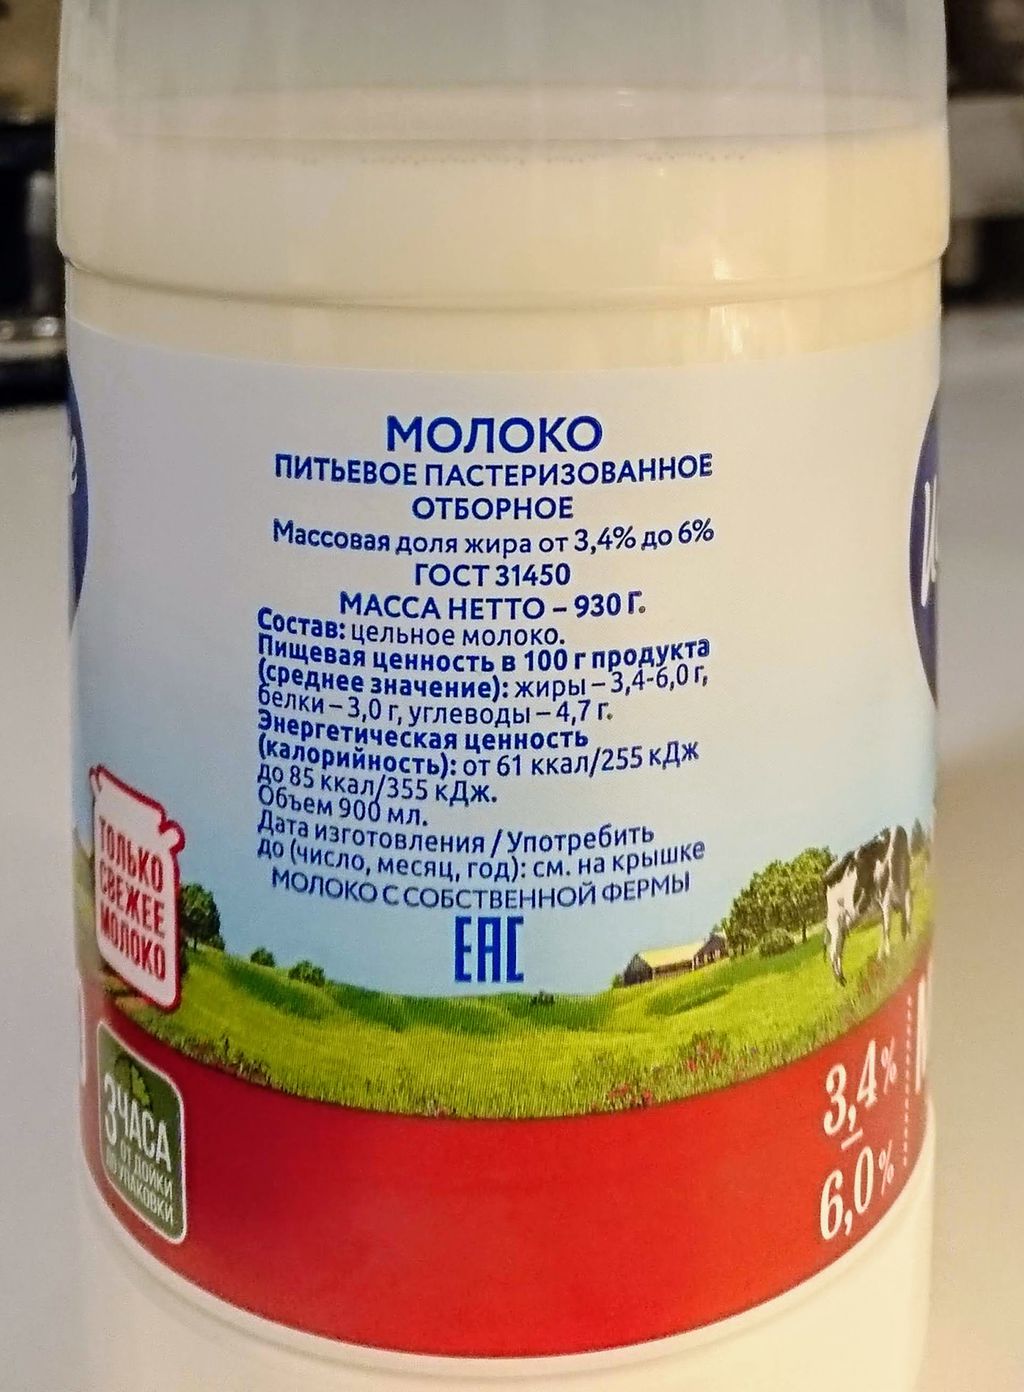 МОЛОКО
ПИТЬЕВОЕ ПАСТЕРИЗОВАННОЕ
ОТБОРНОЕ
Массовая доля жира от 3,4% до 6%
ГОСТ 31450
МАССА НЕТТО – 930 Г.
Состав: цельное молоко.
Пищевая ценность в 100 г продукта
(среднее значение): жиры – 3,4-6,0 г,
белки – 3,0 г, углеводы – 4,7 г.
Энергетическая ценность
(калорийность): от 61 ккал/255 кДж
до 85 ккал/355 кДж.
Объем 900 мл.
Дата изготовления / Употребить
до (число, месяц, год): см. на крышке
МОЛОКО С СОБСТВЕННОЙ ФЕРМЫ
ЕАС
ТОЛЬКО
СВЕЖЕЕ
МОЛОКО
3 ЧАСА
ОТ ДОЙКИ
ДО УПАКОВКИ
3,4%
–
6,0%